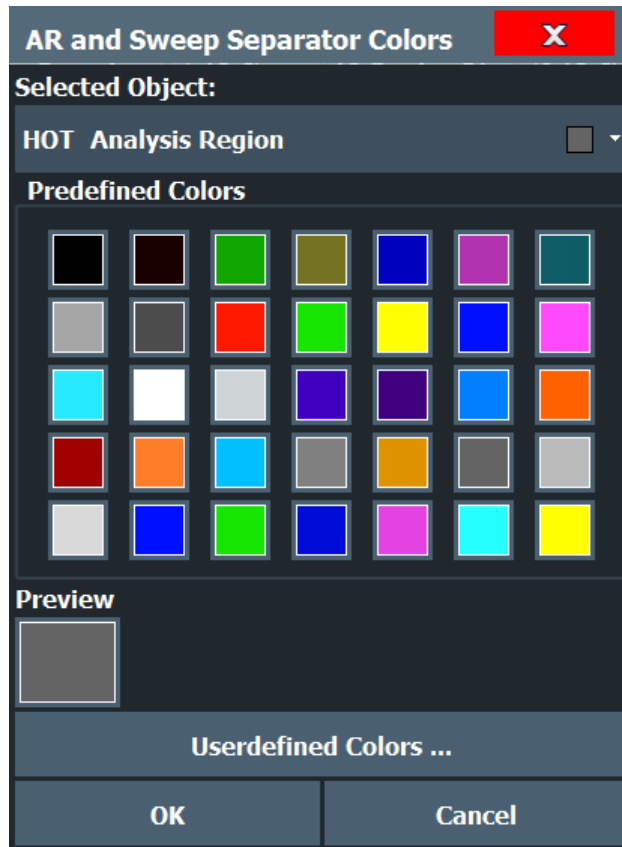 AR and Sweep Separator Colors X
Selected Object:
HOT Analysis Region
Predefined Colors
Preview
Userdefined Colors ...
OK Cancel